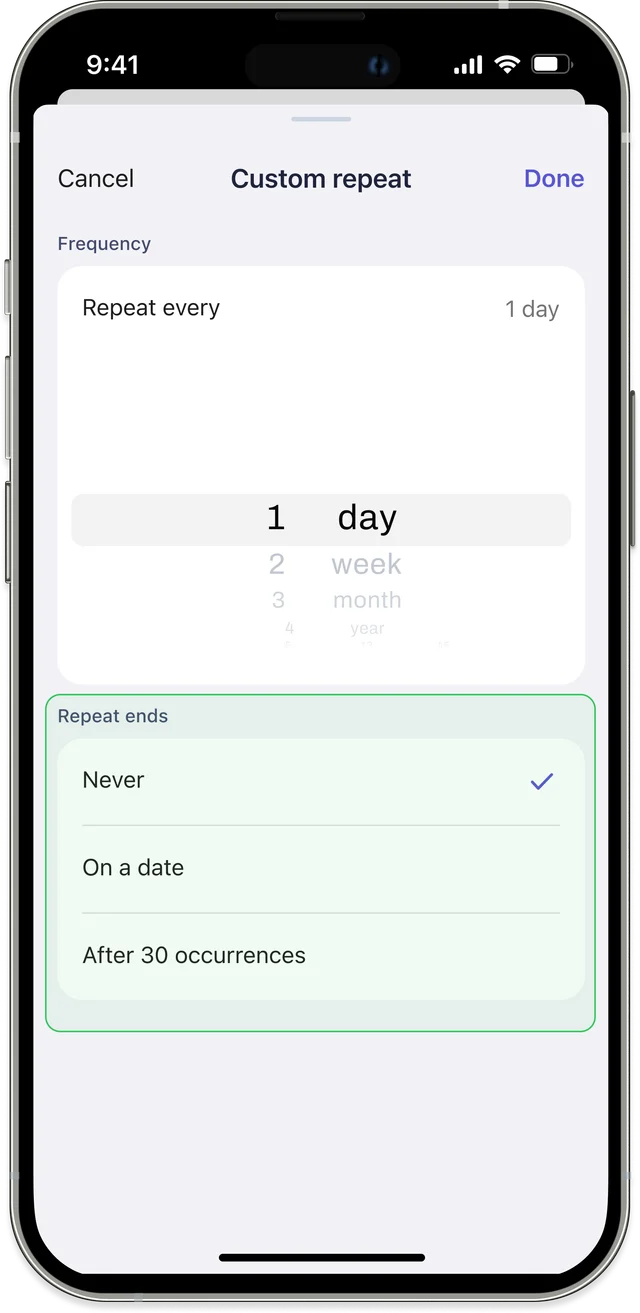 9:41
Cancel Custom repeat Done
Frequency
Repeat every 1 day
1 day
2 week
3 month
4 year
Repeat ends
Never
On a date
After 30 occurrences